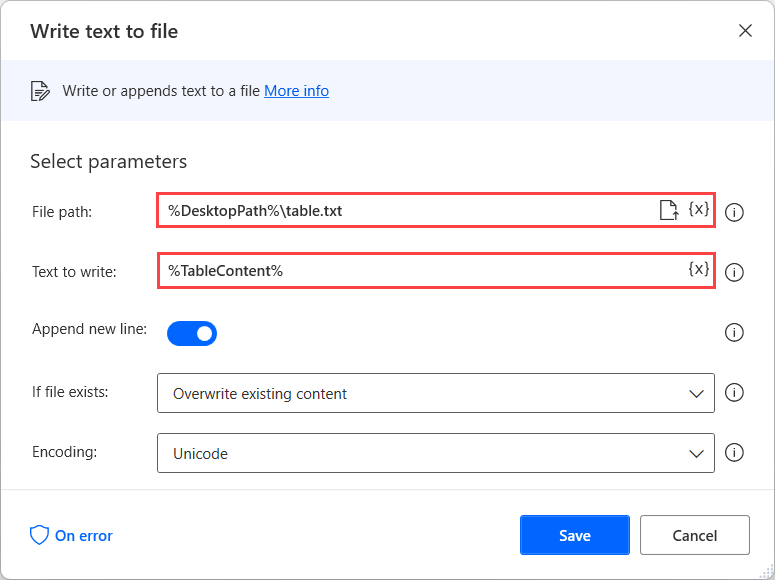 Write text to file
Write or appends text to a file More info
Select parameters
File path: %DesktopPath%\table.txt {x}
Text to write: %TableContent% {x}
Append new line:
If file exists: Overwrite existing content
Encoding: Unicode
On error Save Cancel